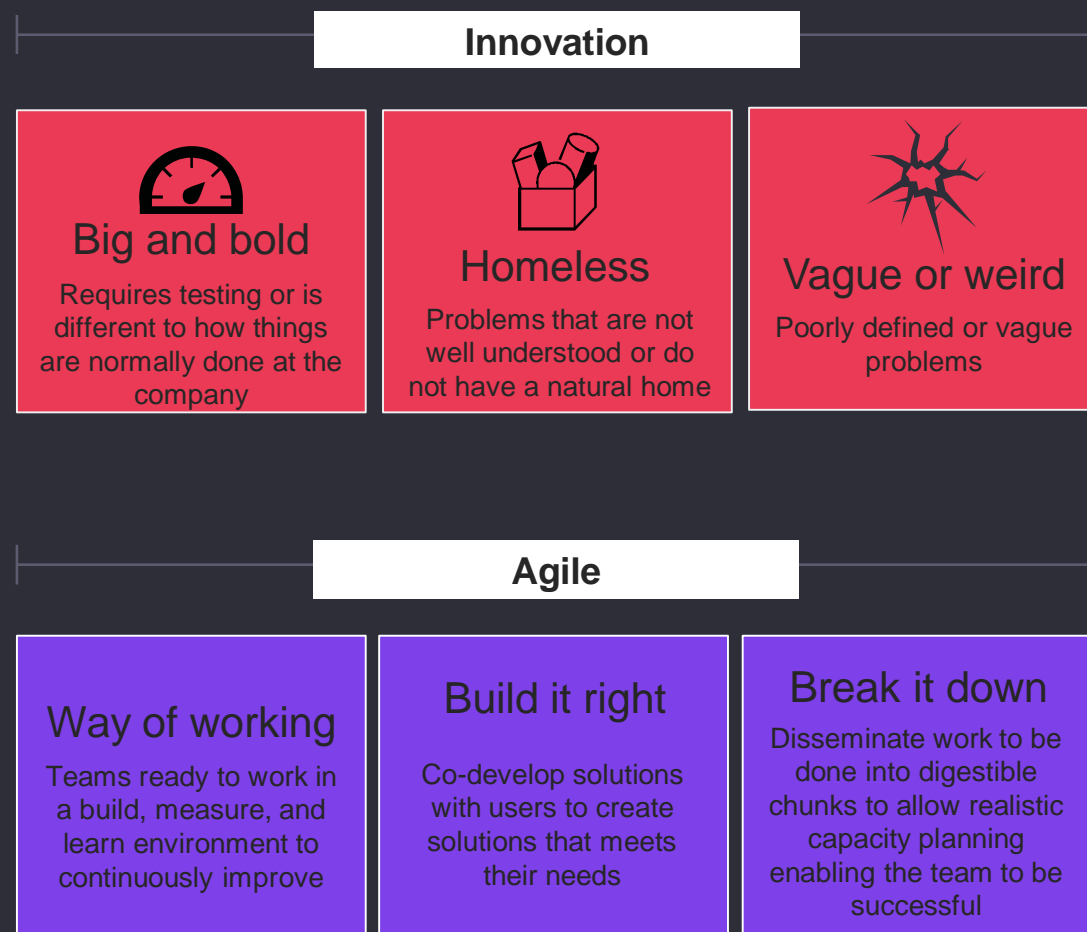 Innovation
Big and bold
Requires testing or is
different to how things
are normally done at the
company
Homeless
Problems that are not
well understood or do
not have a natural home
Vague or weird
Poorly defined or vague
problems
Agile
Way of working
Teams ready to work in
a build, measure, and
learn environment to
continuously improve
Build it right
Co-develop solutions
with users to create
solutions that meets
their needs
Break it down
Disseminate work to be
done into digestible
chunks to allow realistic
capacity planning
enabling the team to be
successful